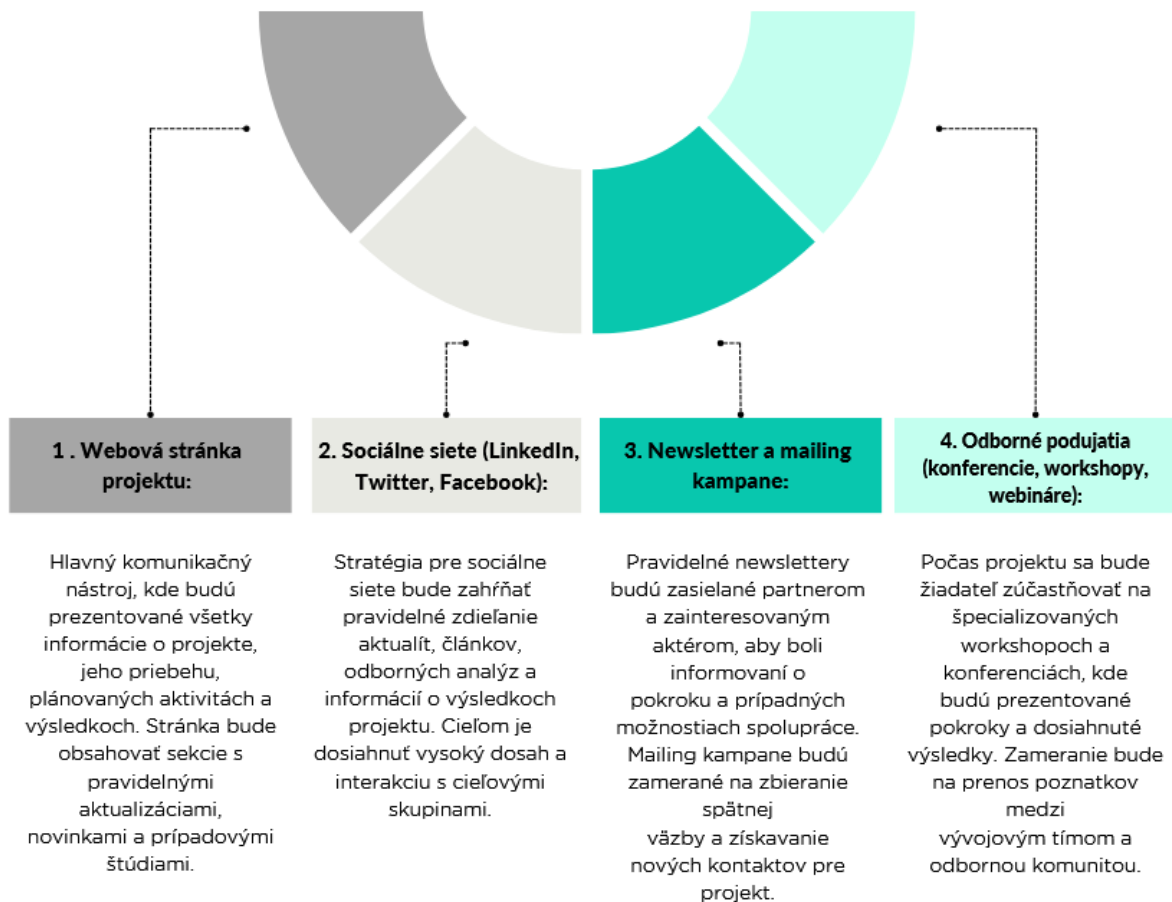 1 . Webová stránka
projektu:
Hlavný komunikačný
nástroj, kde budú
prezentované všetky
informácie o projekte,
jeho priebehu,
plánovaných aktivitách a
výsledkoch. Stránka bude
obsahovať sekcie s
pravidelnými
aktualizáciami,
novinkami a prípadovými
štúdiami.
2. Sociálne siete (LinkedIn,
Twitter, Facebook):
Stratégia pre sociálne
siete bude zahŕňať
pravidelné zdieľanie
aktualít, článkov,
odborných analýz a
informácií o výsledkoch
projektu. Cieľom je
dosiahnuť vysoký dosah a
interakciu s cieľovými
skupinami.
3. Newsletter a mailing
kampane:
Pravidelné newslettery
budú zasielané partnerom
a zainteresovaným
aktérom, aby boli
informovaní o
pokroku a prípadných
možnostiach spolupráce.
Mailing kampane budú
zamerané na zbieranie
spätnej
väzby a získavanie
nových kontaktov pre
projekt.
4. Odborné podujatia
(konferencie, workshopy,
webináre):
Počas projektu sa bude
žiadateľ zúčastňovať na
špecializovaných
workshopoch a
konferenciách, kde
budú prezentované
pokroky a dosiahnuté
výsledky. Zameranie bude
na prenos poznatkov
medzi
vývojovým tímom a
odbornou komunitou.